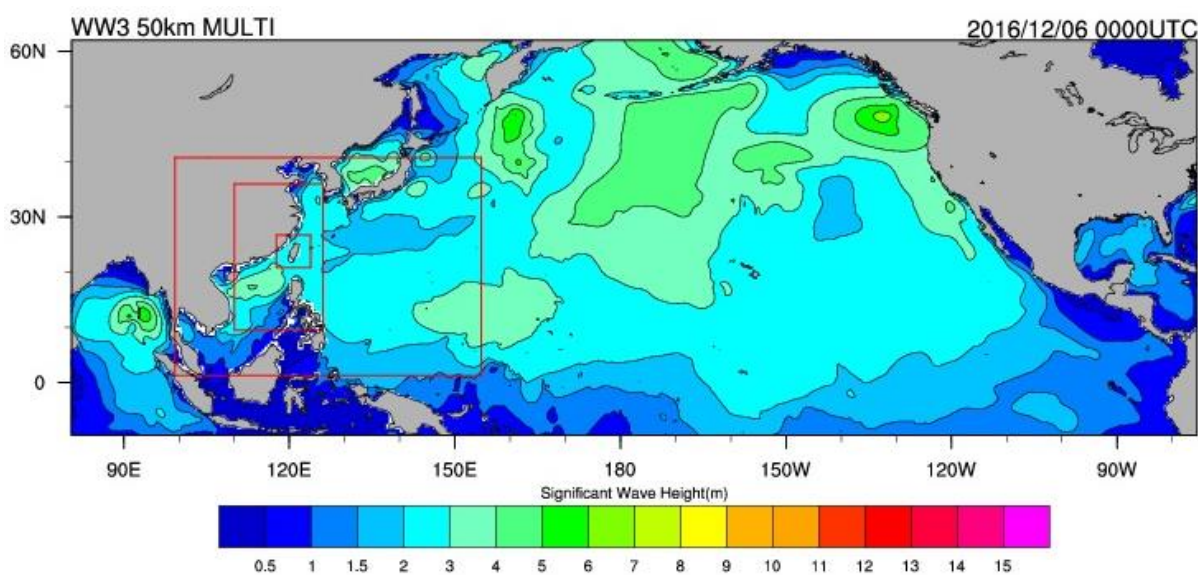 WW3 50km MULTI 2016/12/06 0000UTC
60N
30N
0
90E 120E 150E 180 150W 120W 90W
Significant Wave Height(m)
0.5 1 1.5 2 3 4 5 6 7 8 9 10 11 12 13 14 15